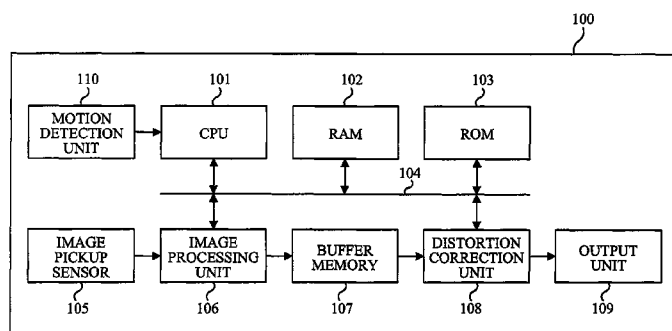 100
110
101
102
103
MOTION
DETECTION
UNIT
CPU
RAM
ROM
104
IMAGE
PICKUP
SENSOR
IMAGE
PROCESSING
UNIT
BUFFER
MEMORY
DISTORTION
CORRECTION
UNIT
OUTPUT
UNIT
105
106
107
108
109